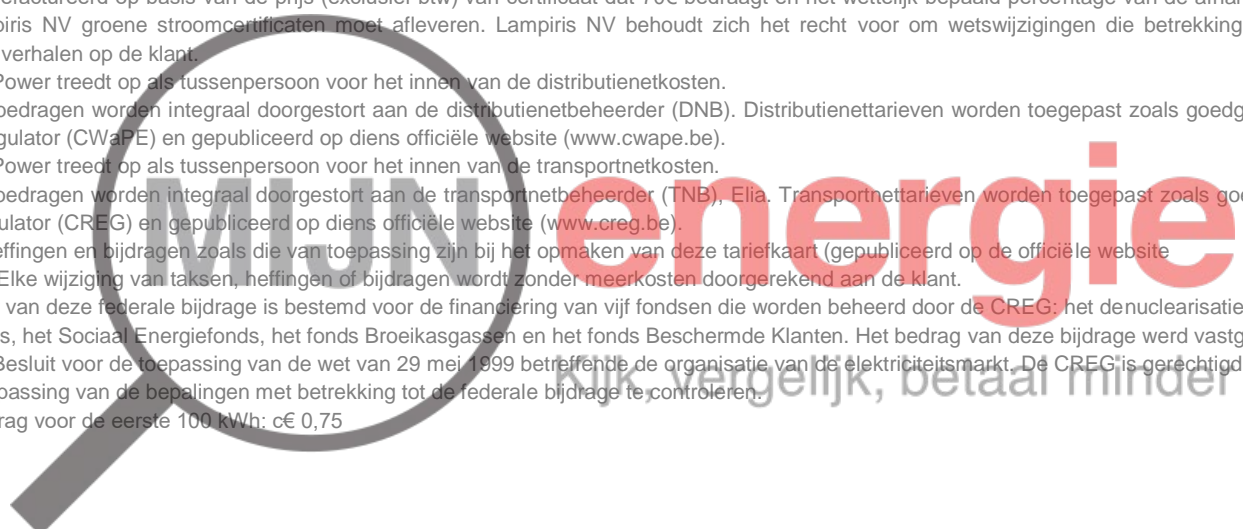 efactureerd op basis van de prijs (exclusief btw) van certificaat dat 70€ bedraagt en het wettelijk bepaald percentage van de
piris NV groene stroomcertificaten moet afleveren. Lampiris NV behoudt zich het recht voor om wetswijzigingen die betrekking
verhalen op de klant.
Power treedt op als tussenpersoon voor het innen van de distributienetkosten.
bedragen worden integraal doorgestort aan de distributienetbeheerder (DNB). Distributienettarieven worden toegepast zoals goedg
gulator (CWaPE) en gepubliceerd op diens officiële website (www.cwape.be).
Power treedt op als tussenpersoon voor het innen van de transportnetkosten.
bedragen worden integraal doorgestort aan de transportnetbeheerder (TNB), Elia. Transportnettarieven worden toegepast zoals goe
ulator (CREG) en gepubliceerd op diens officiële website (www.creg.be).
effingen en bijdragen zoals die van toepassing zijn bij het opmaken van deze tariefkaart (gepubliceerd op de officiële website
Elke wijziging van taksen, heffingen of bijdragen wordt zonder meerkosten doorgerekend aan de klant.
van deze federale bijdrage is bestemd voor de financiering van vijf fondsen die worden beheerd door de CREG: het denuclearisatie
s, het Sociaal Energiefonds, het fonds Broeikasgassen en het fonds Beschermde Klanten. Het bedrag van deze bijdrage werd vastg
Besluit voor de toepassing van de wet van 29 mei 1999 betreffende de organisatie van de elektriciteitsmarkt. De CREG is gerechtigd
passing van de bepalingen met betrekking tot de federale bijdrage te controleren.
rag voor de eerste 100 kWh: c€ 0,75
MIJN energie
Kijk, vergelijk, betaal minder